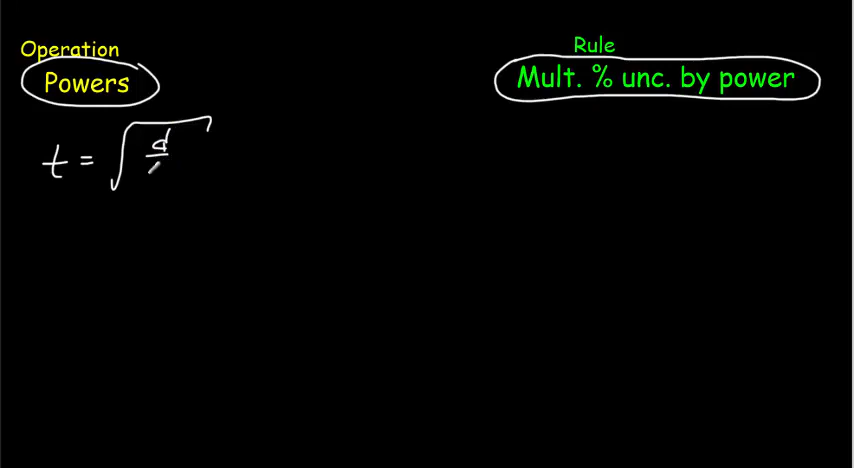 Operation
Rule
Powers
Mult. % unc. by power
t = √d